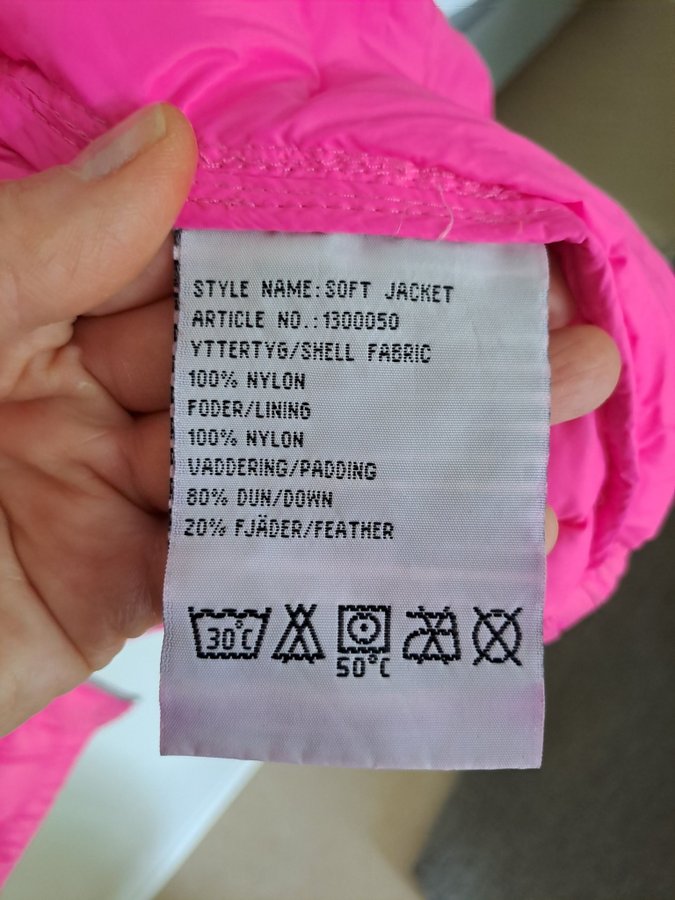 STYLE NAME:SOFT JACKET
ARTICLE NO.:1300050
YTTERTYG/SHELL FABRIC
100% NYLON
FODER/LINING
100% NYLON
VADDERING/PADDING
80% DUN/DOWN
20% FJÄDER/FEATHER
30°C
50°C